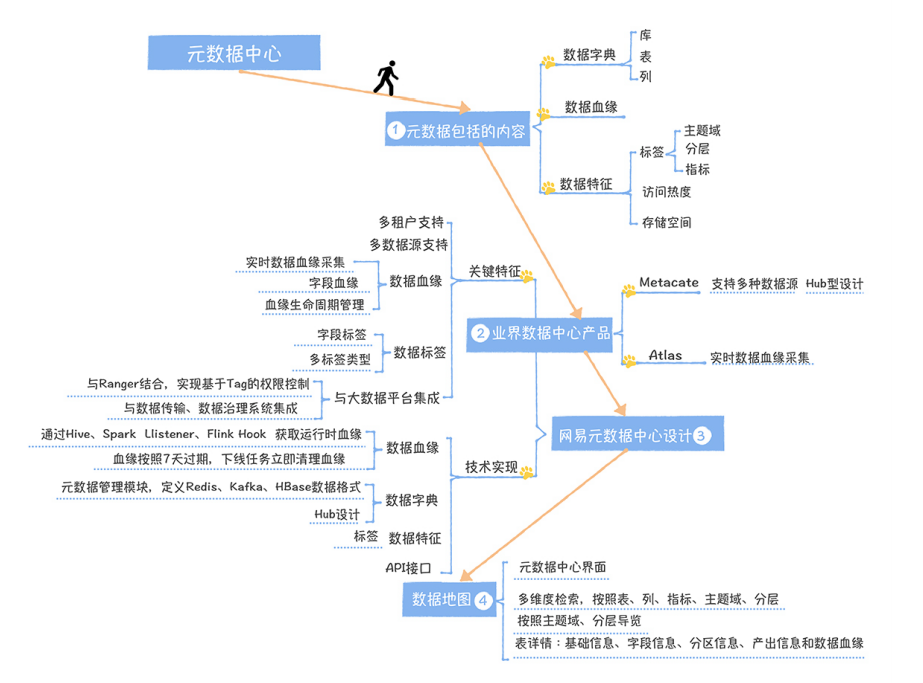 元数据中心
1 元数据包括的内容
数据字典
库
表
列
数据血缘
数据特征
标签
主题域
分层
指标
访问热度
存储空间
2 业界数据中心产品
Metacate
支持多种数据源 Hub型设计
Atlas
实时数据血缘采集
网易元数据中心设计 3
关键特征
多租户支持
多数据源支持
数据血缘
实时数据血缘采集
字段血缘
血缘生命周期管理
数据标签
字段标签
多标签类型
与大数据平台集成
与Ranger结合，实现基于Tag的权限控制
与数据传输、数据治理系统集成
技术实现
数据血缘
通过Hive、Spark Llistener、Flink Hook 获取运行时血缘
血缘按照7天过期，下线任务立即清理血缘
数据字典
元数据管理模块，定义Redis、Kafka、HBase数据格式
Hub设计
数据特征
标签
API接口
数据地图 4
元数据中心界面
多维度检索，按照表、列、指标、主题域、分层
按照主题域、分层导览
表详情：基础信息、字段信息、分区信息、产出信息和数据血缘